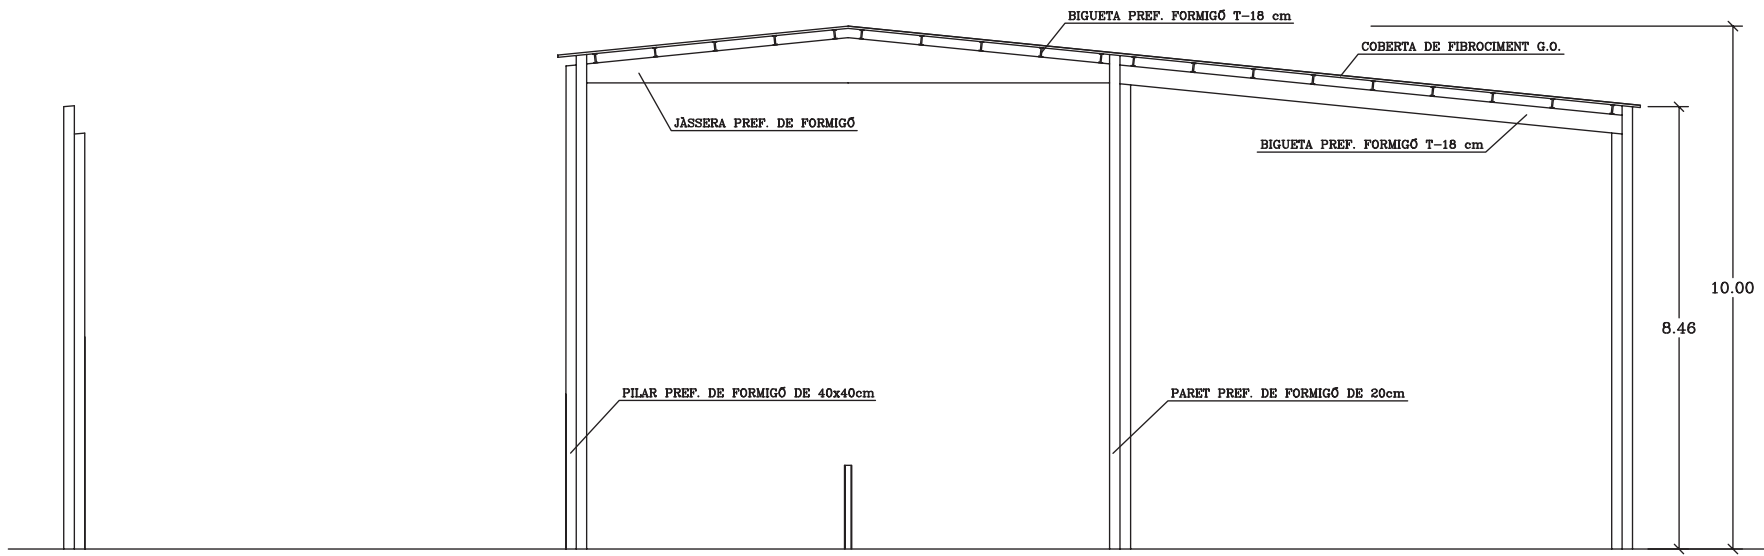 BIGUETA PREF. FORMIGÓ T-18 cm
COBERTA DE FIBROCIMENT G.O.
JÀSSERA PREF. DE FORMIGÓ
BIGUETA PREF. FORMIGÓ T-18 cm
10.00
8.46
PILAR PREF. DE FORMIGÓ DE 40x40cm
PARET PREF. DE FORMIGÓ DE 20cm